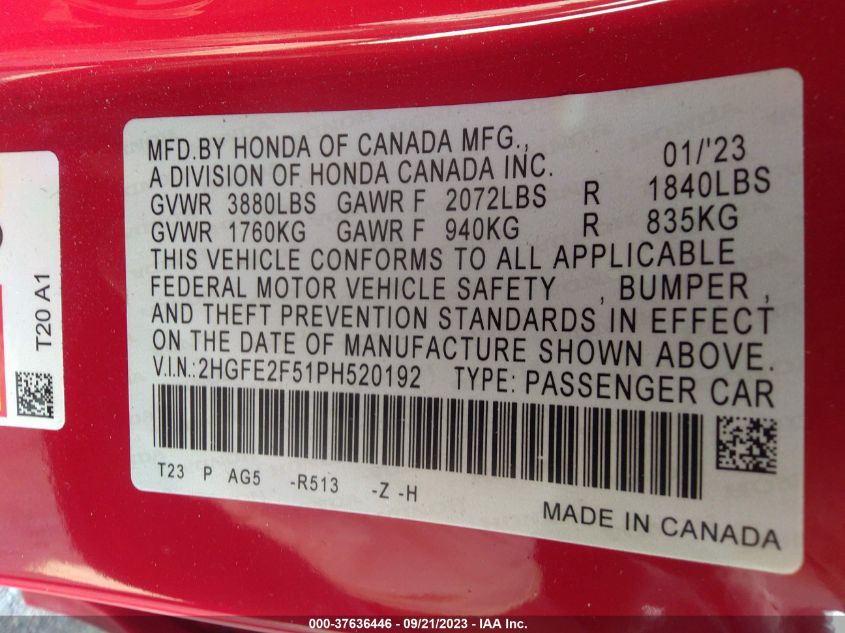 MFD.BY HONDA OF CANADA MFG., 01/'23
A DIVISION OF HONDA CANADA INC.
GVWR 3880LBS GAWR F 2072LBS R 1840LBS
GVWR 1760KG GAWR F 940KG R 835KG
THIS VEHICLE CONFORMS TO ALL APPLICABLE
FEDERAL MOTOR VEHICLE SAFETY , BUMPER ,
AND THEFT PREVENTION STANDARDS IN EFFECT
ON THE DATE OF MANUFACTURE SHOWN ABOVE.
V.I.N.:2HGFE2F51PH520192 TYPE: PASSENGER CAR
T23 P AG5 -R513 -Z -H
MADE IN CANADA
T20 A1
000-37636446 - 09/21/2023 - IAA Inc.